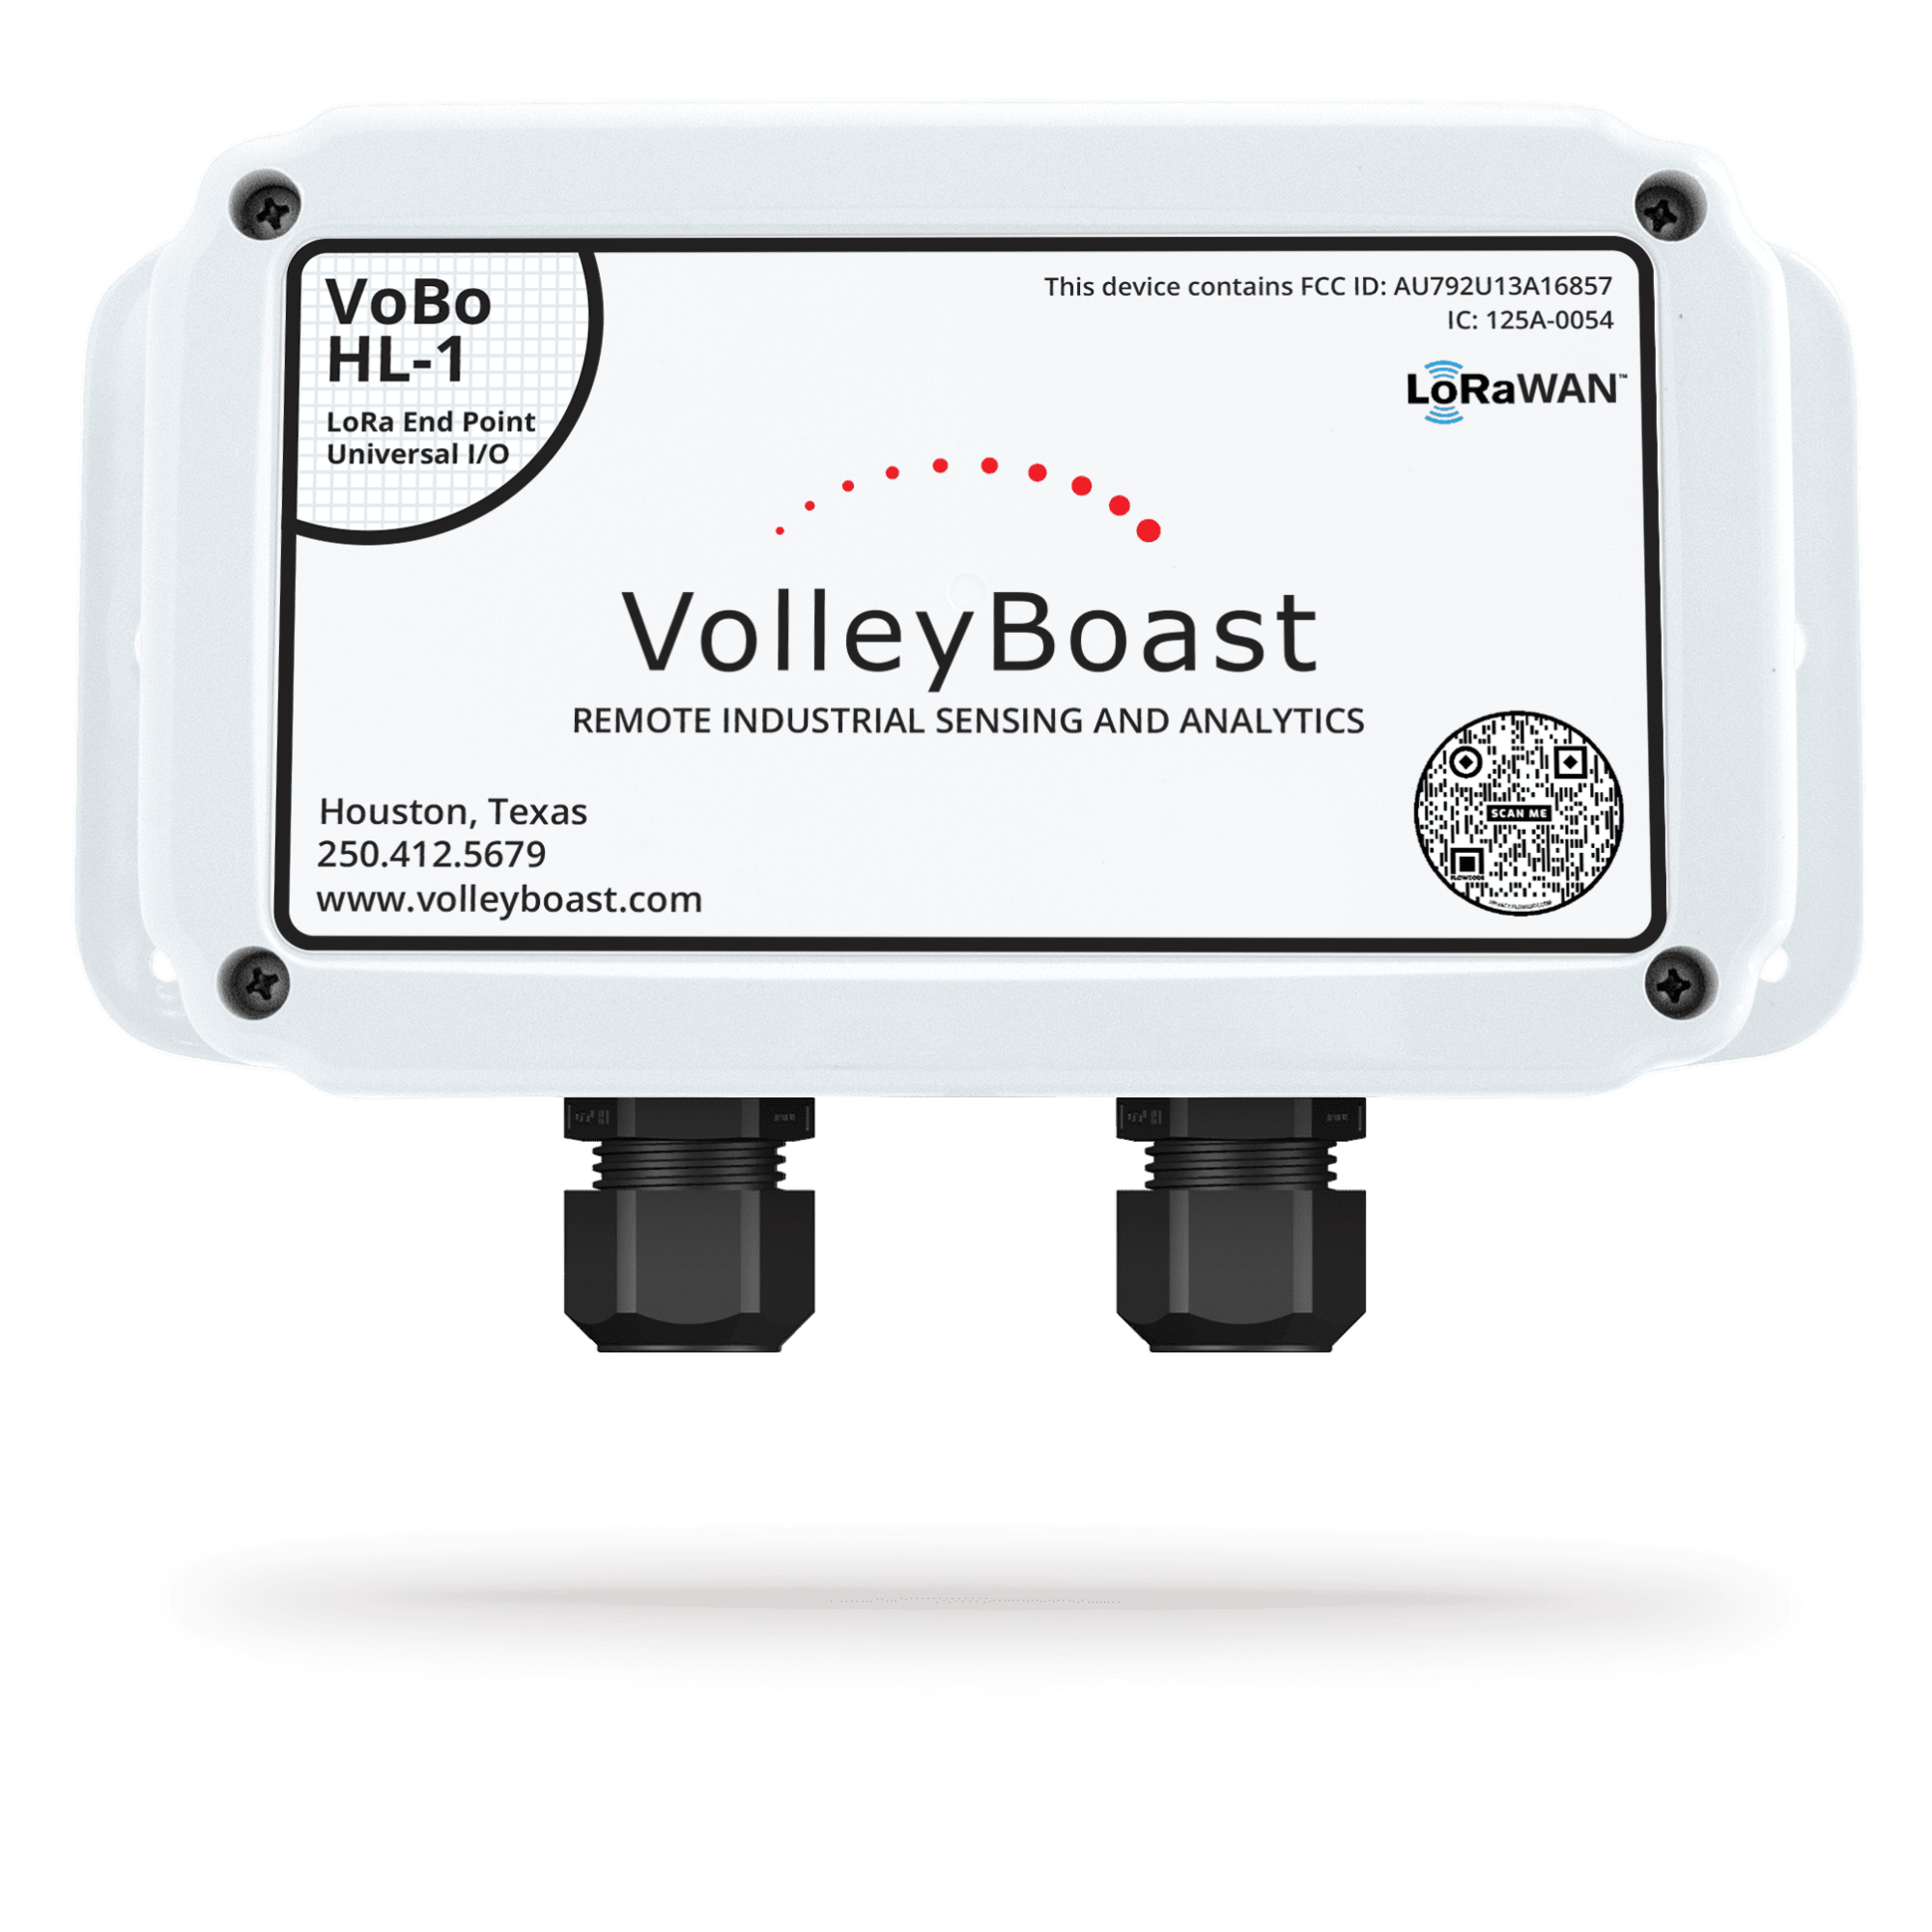 VoBo
HL-1
LoRa End Point
Universal I/O
This device contains FCC ID: AU792U13A16857
IC: 125A-0054
LoRaWAN™
VolleyBoast
REMOTE INDUSTRIAL SENSING AND ANALYTICS
Houston, Texas
250.412.5679
www.volleyboast.com
SCAN ME
FLOWCODE